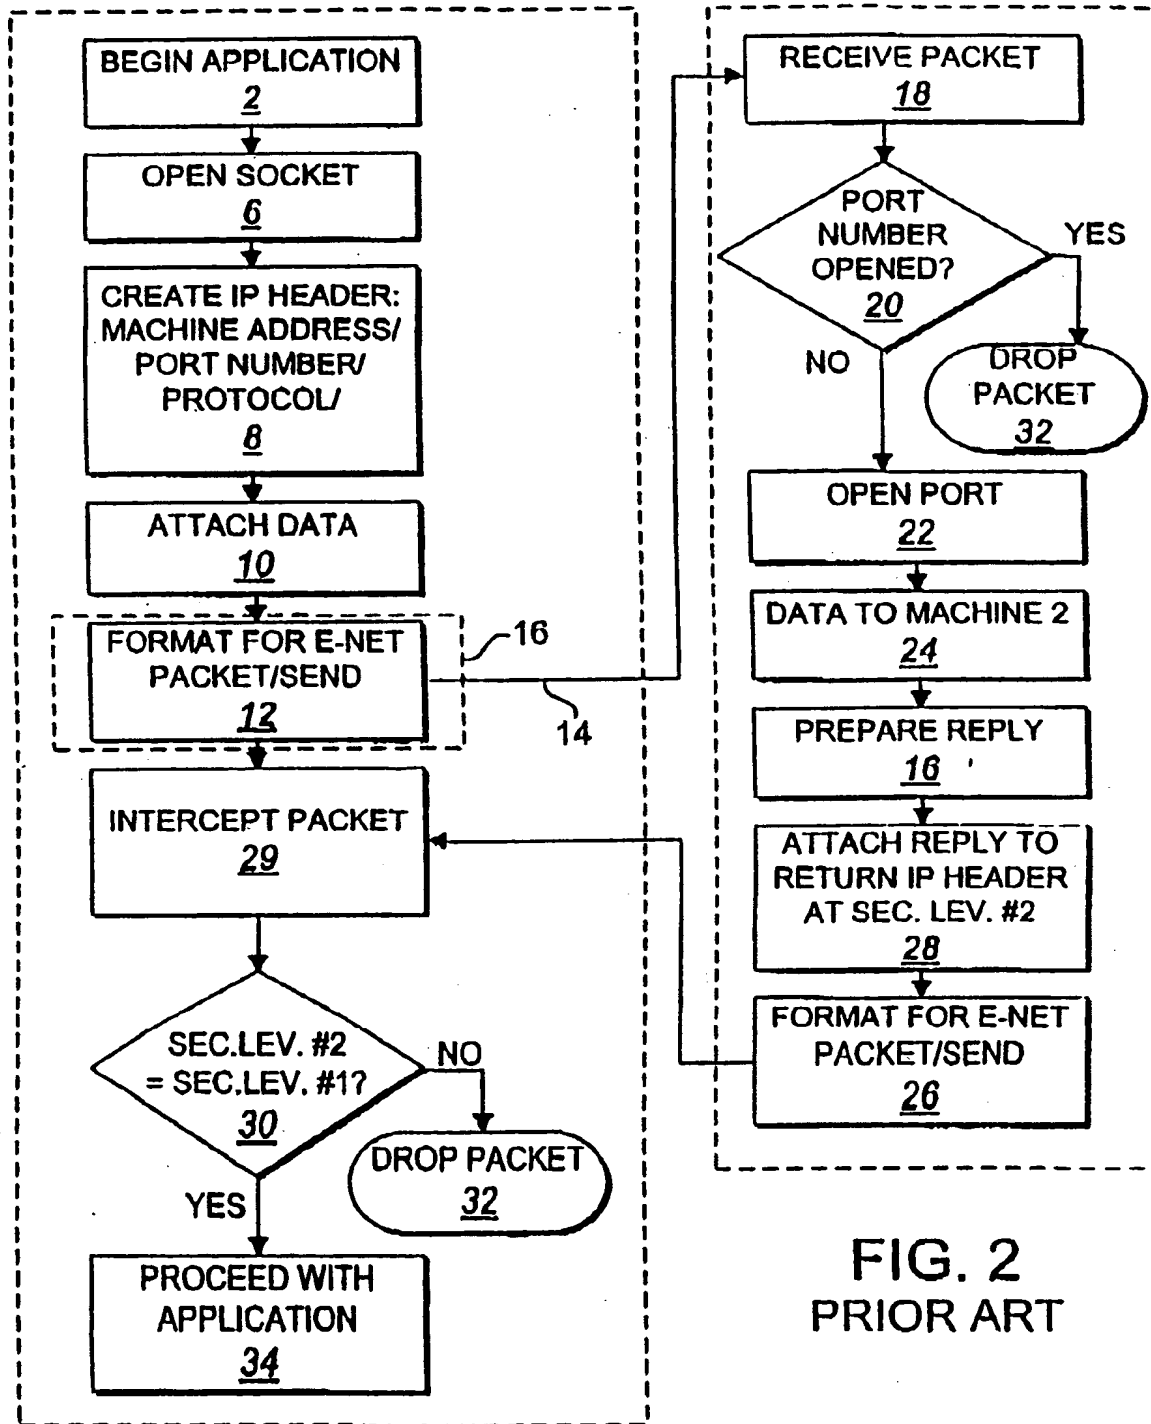 BEGIN APPLICATION
2
OPEN SOCKET
6
CREATE IP HEADER:
MACHINE ADDRESS/
PORT NUMBER/
PROTOCOL/
8
ATTACH DATA
10
FORMAT FOR E-NET
PACKET/SEND
12
16
14
INTERCEPT PACKET
29
SEC.LEV. #2
= SEC.LEV. #1?
30
NO
DROP PACKET
32
YES
PROCEED WITH
APPLICATION
34
RECEIVE PACKET
18
PORT
NUMBER
OPENED?
20
YES
NO
DROP
PACKET
32
OPEN PORT
22
DATA TO MACHINE 2
24
PREPARE REPLY
16
ATTACH REPLY TO
RETURN IP HEADER
AT SEC. LEV. #2
28
FORMAT FOR E-NET
PACKET/SEND
26
FIG. 2
PRIOR ART